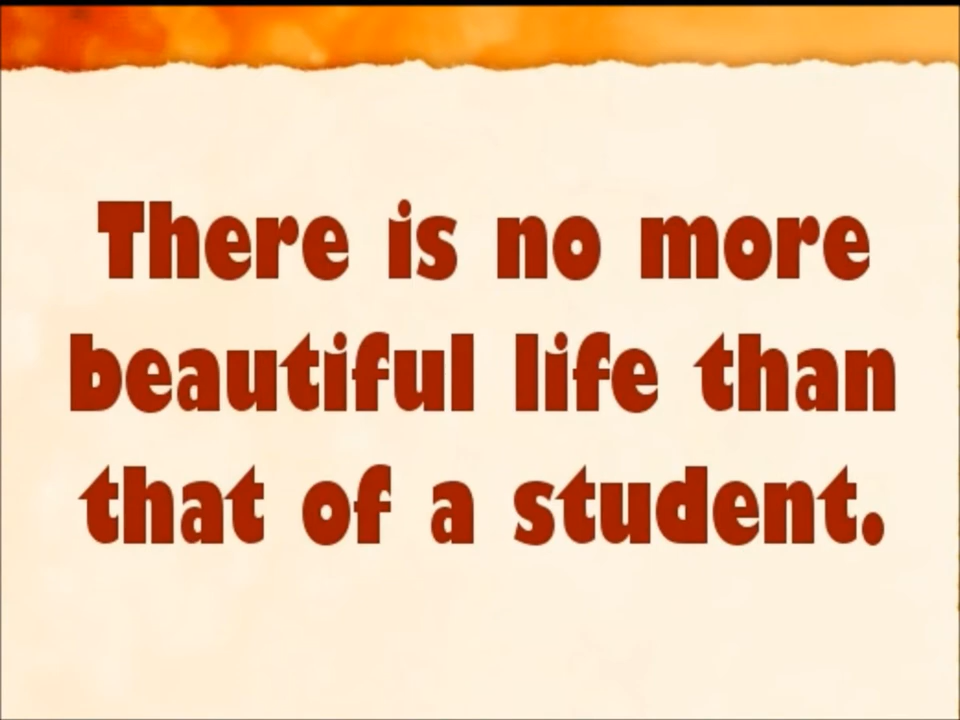 There is no more
beautiful life than
that of a student.